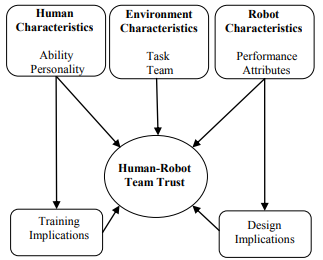 Human
Characteristics
Ability
Personality
Environment
Characteristics
Task
Team
Robot
Characteristics
Performance
Attributes
Human-Robot
Team Trust
Training
Implications
Design
Implications